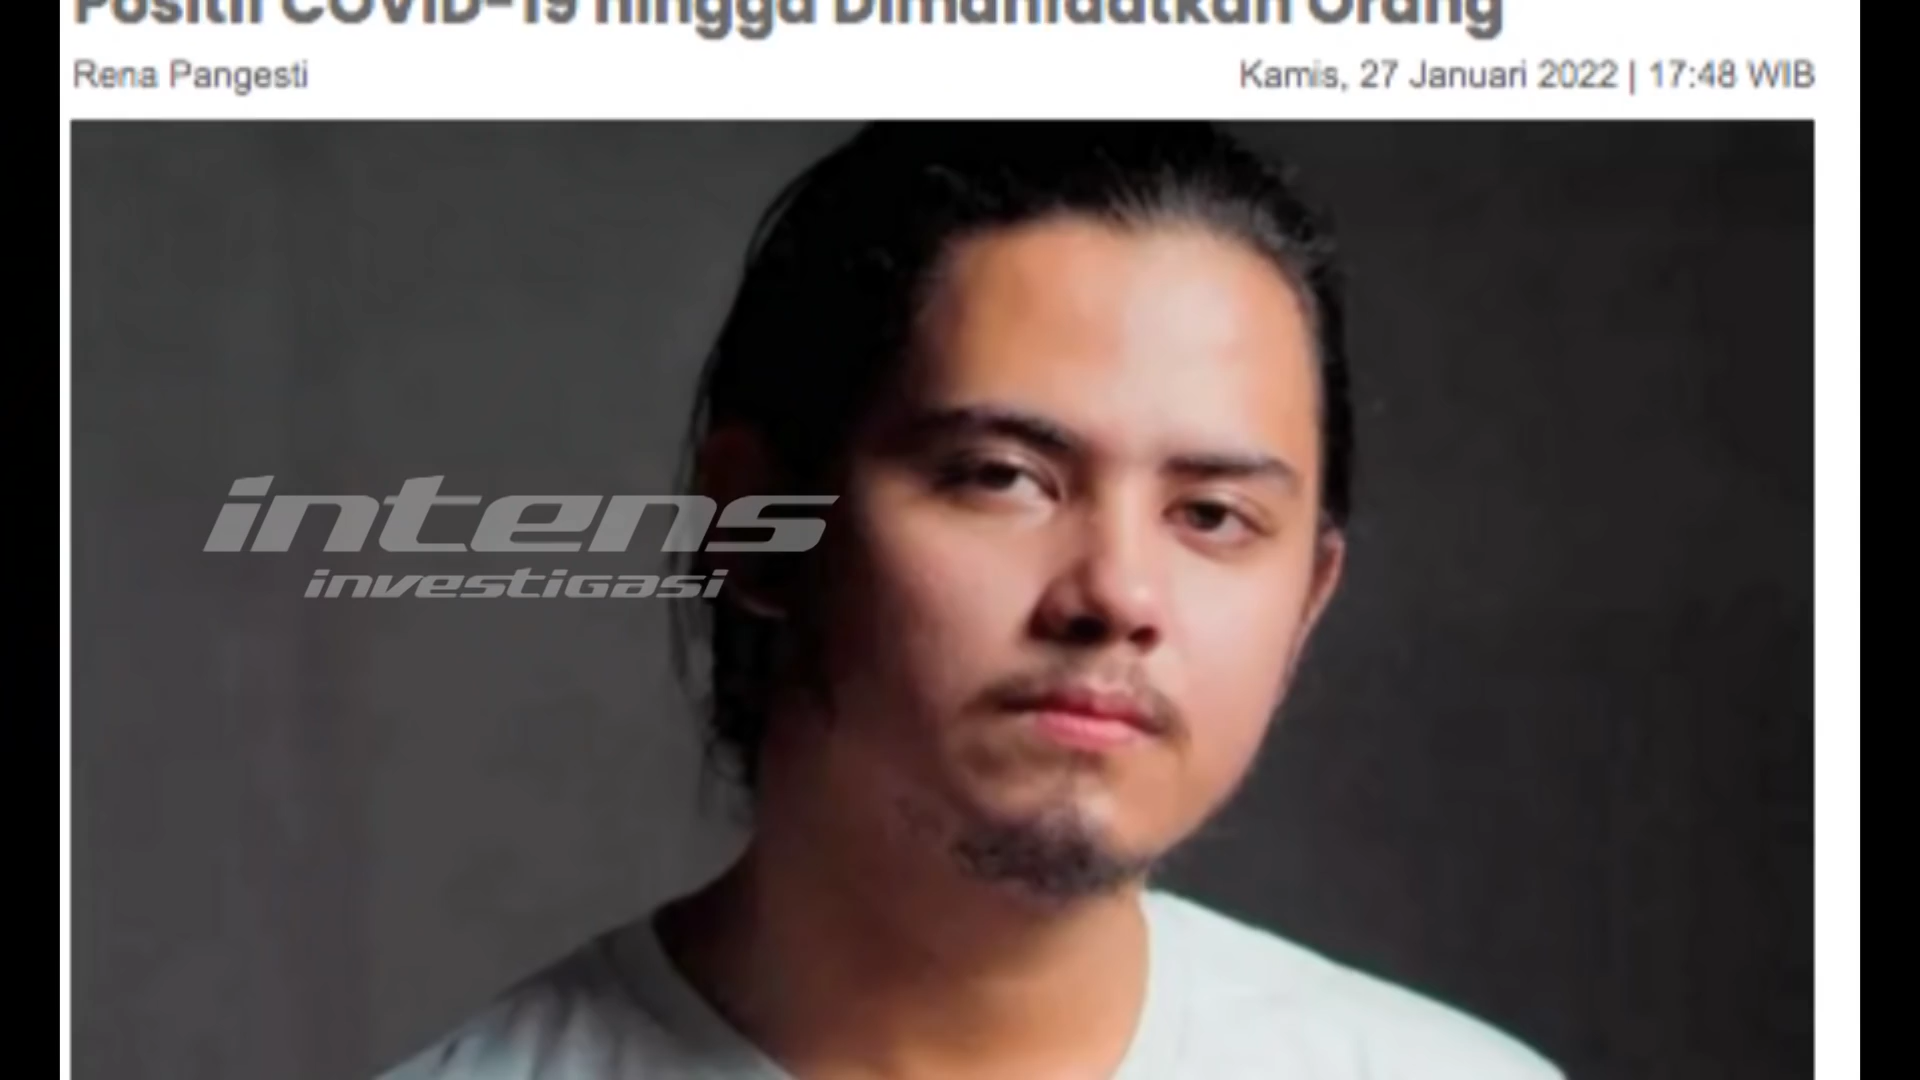 Positif COVID-19 hingga Dimanfaatkan Orang
Rena Pangesti
Kamis, 27 Januari 2022 | 17:48 WIB
intens
investigasi